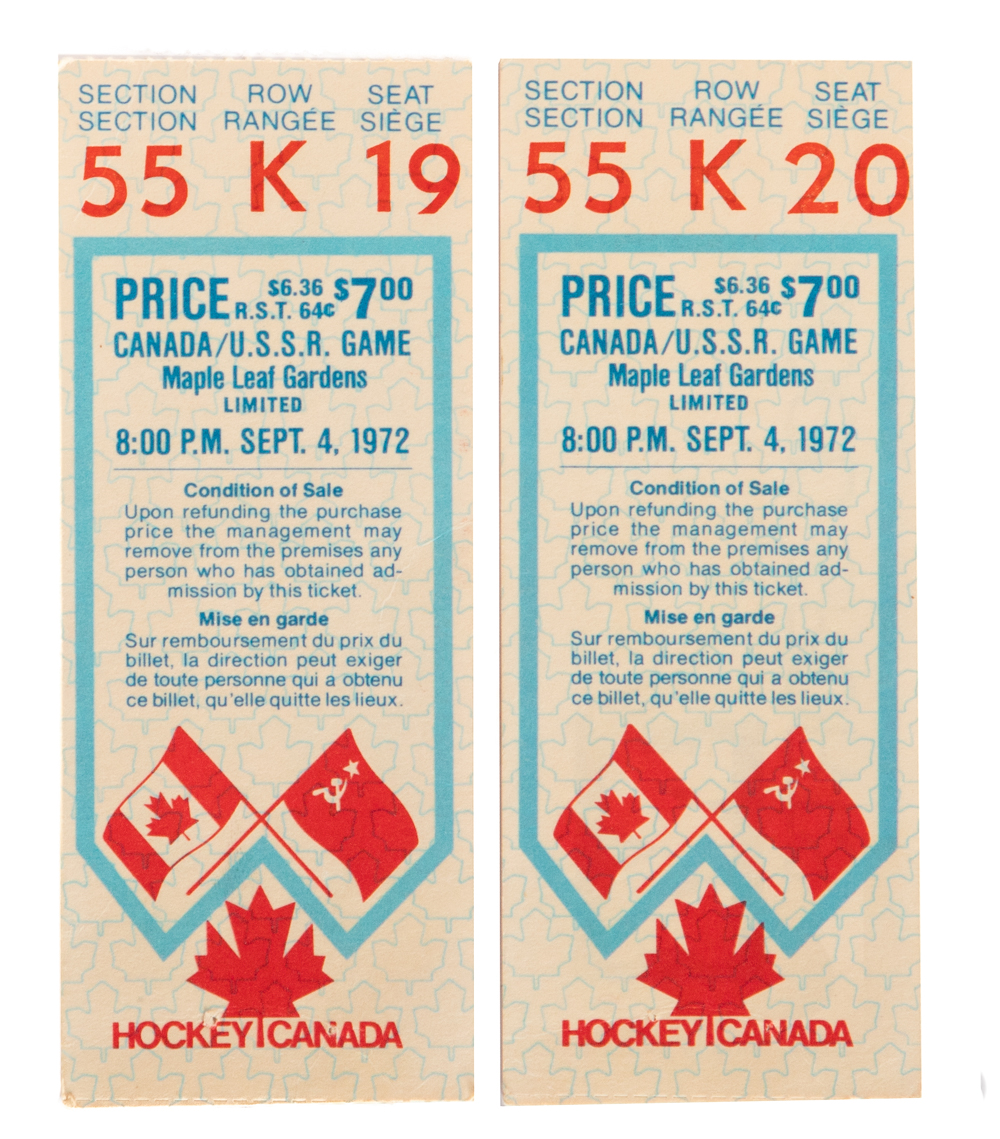 SECTION ROW SEAT
SECTION RANGÉE SIÈGE
55 K 19
PRICE $6.36 $7.00
R.S.T. 64¢
CANADA/U.S.S.R. GAME
Maple Leaf Gardens
LIMITED
8:00 P.M. SEPT. 4, 1972
Condition of Sale
Upon refunding the purchase
price the management may
remove from the premises any
person who has obtained ad-
mission by this ticket.
Mise en garde
Sur remboursement du prix du
billet, la direction peut exiger
de toute personne qui a obtenu
ce billet, qu'elle quitte les lieux.
HOCKEY CANADA
SECTION ROW SEAT
SECTION RANGÉE SIÈGE
55 K 20
PRICE $6.36 $7.00
R.S.T. 64¢
CANADA/U.S.S.R. GAME
Maple Leaf Gardens
LIMITED
8:00 P.M. SEPT. 4, 1972
Condition of Sale
Upon refunding the purchase
price the management may
remove from the premises any
person who has obtained ad-
mission by this ticket.
Mise en garde
Sur remboursement du prix du
billet, la direction peut exiger
de toute personne qui a obtenu
ce billet, qu'elle quitte les lieux.
HOCKEY CANADA